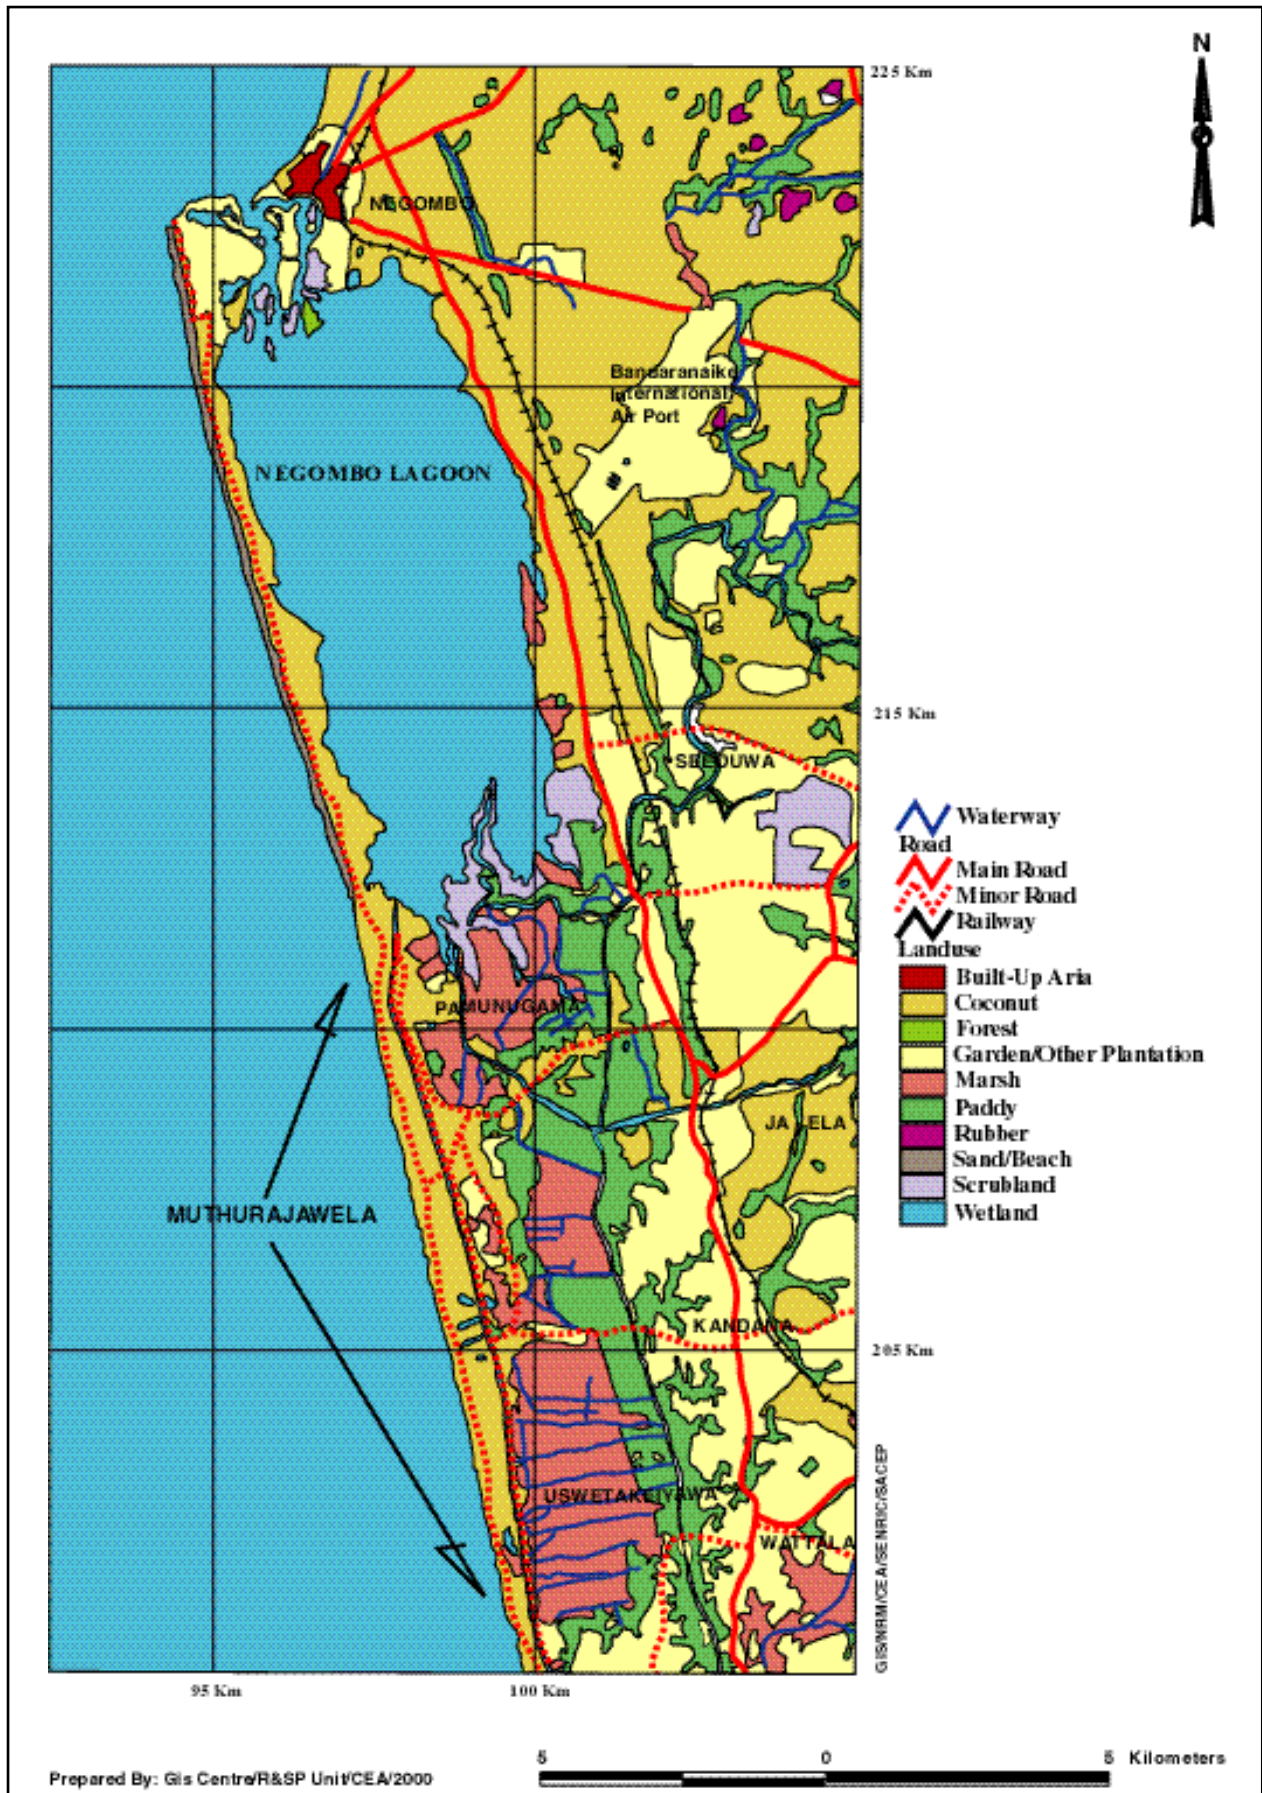 N
225 Km
NEGOMBO
Bandaranaike
International
Air Port
NEGOMBO LAGOON
215 Km
SEEDUWA
Waterway
Road
Main Road
Minor Road
Railway
Landuse
Built-Up Aria
Coconut
Forest
Garden/Other Plantation
Marsh
Paddy
Rubber
Sand/Beach
Scrubland
Wetland
PAMUNUGAMA
JA ELA
MUTHURAJAWELA
KANDANA
205 Km
USWETAKEIYAWA
WATTALA
GIS/NRM/CEA/SENRIC/SACEP
95 Km
100 Km
5 0 5 Kilometers
Prepared By: Gis Centre/R&SP Unit/CEA/2000